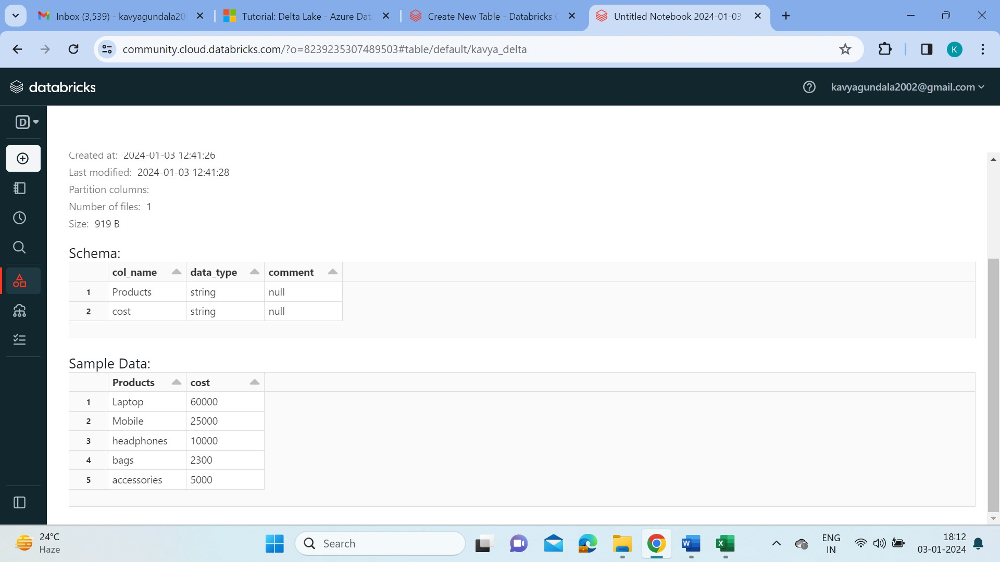 Inbox (3,539) - kavyagundala20
Tutorial: Delta Lake - Azure Dat
Create New Table - Databricks C
Untitled Notebook 2024-01-03
community.cloud.databricks.com/?o=8239235307489503#table/default/kavya_delta
K
databricks
kavyagundala2002@gmail.com
D
Created at: 2024-01-03 12:41:26
Last modified: 2024-01-03 12:41:28
Partition columns:
Number of files: 1
Size: 919 B
Schema:
col_name data_type comment
1 Products string null
2 cost string null
Sample Data:
Products cost
1 Laptop 60000
2 Mobile 25000
3 headphones 10000
4 bags 2300
5 accessories 5000
24°C
Haze
Search
ENG
IN
18:12
03-01-2024